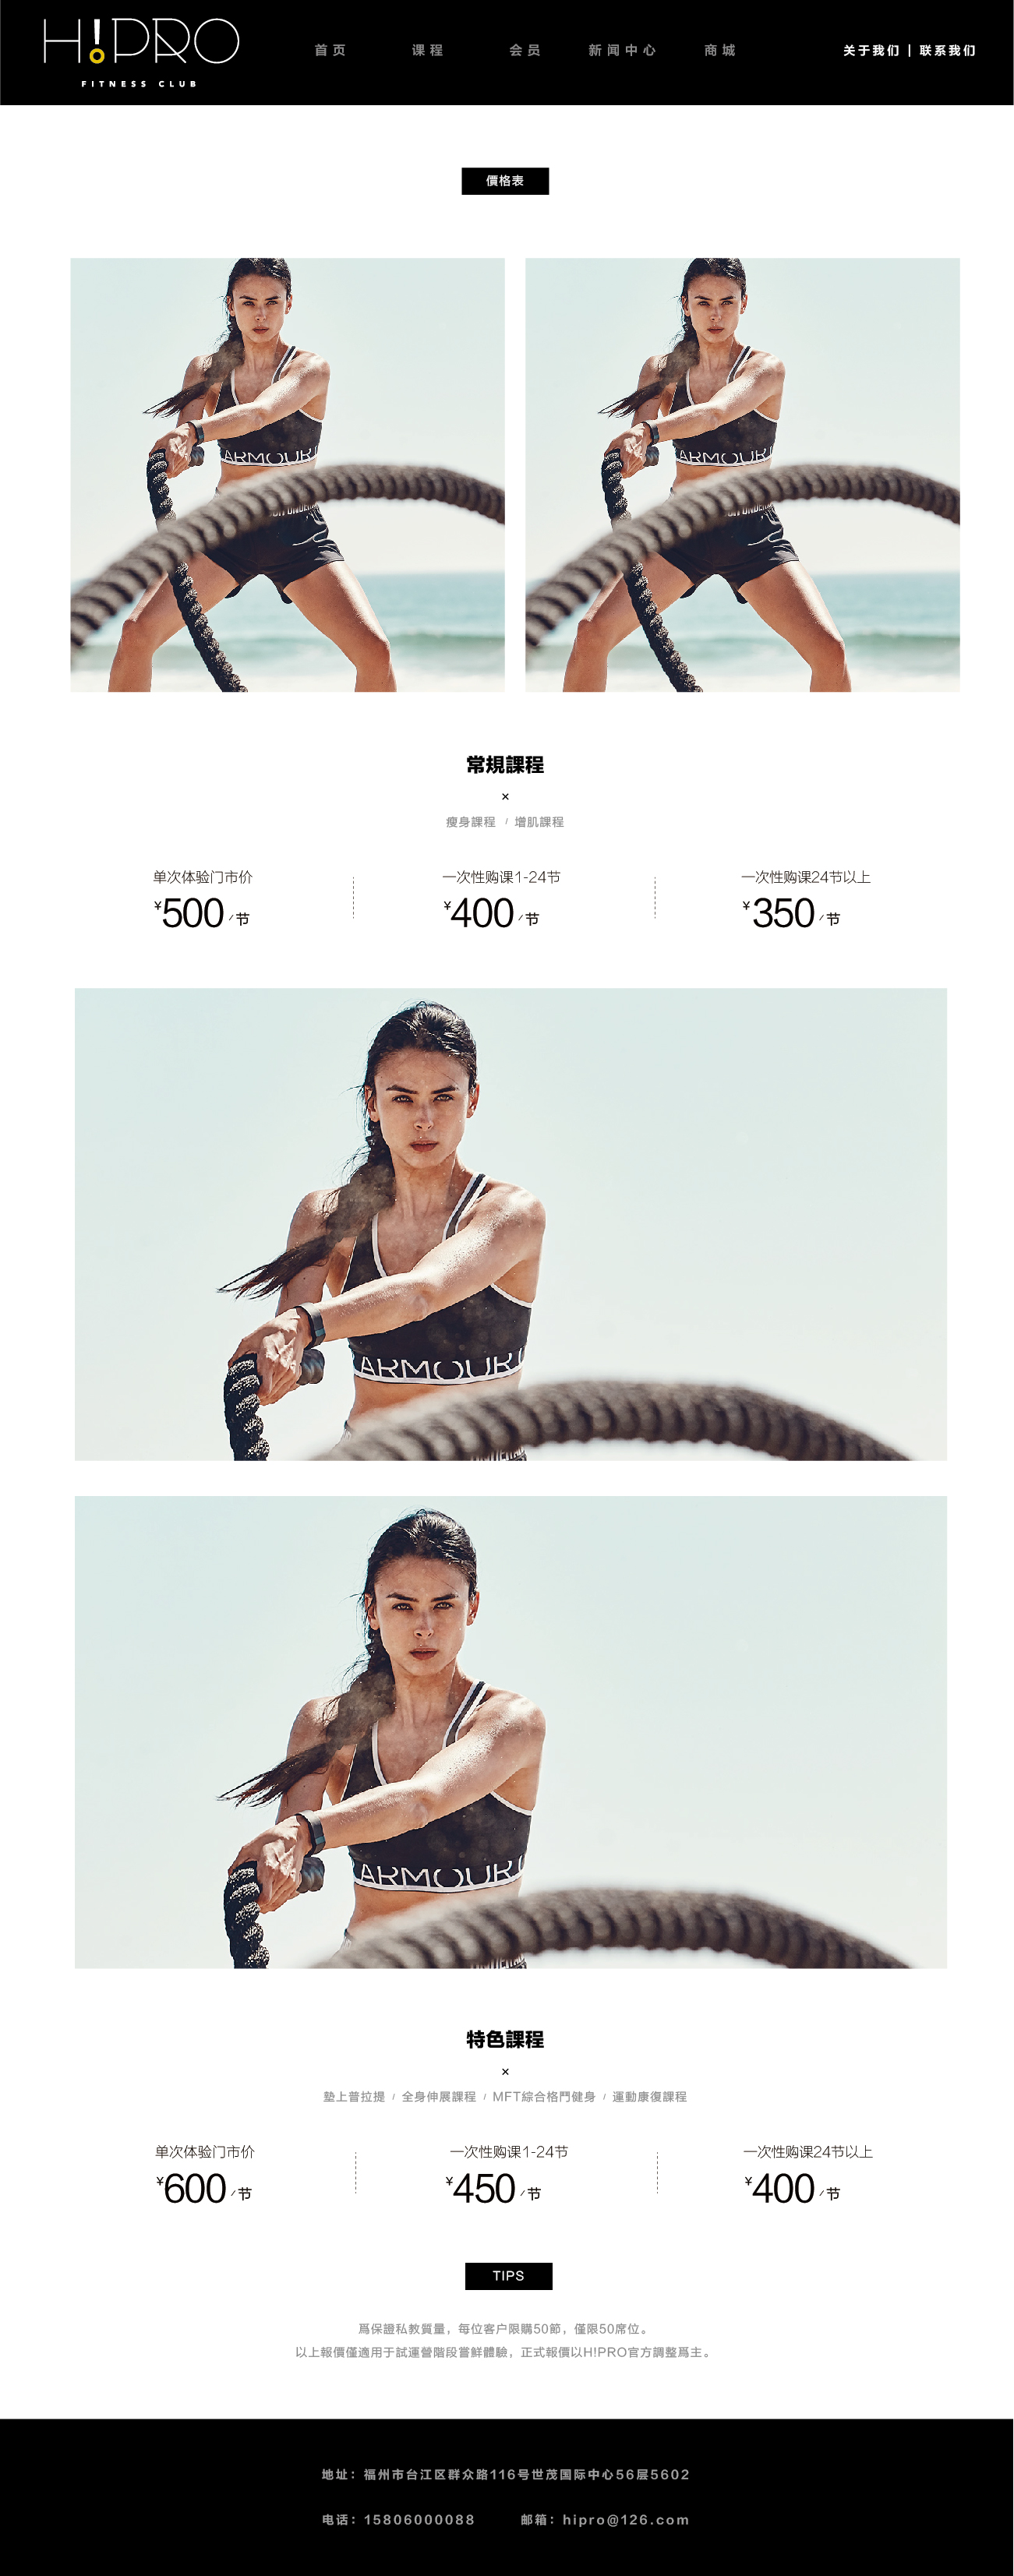 H!PRO
FITNESS CLUB
首页 课程 会员 新闻中心 商城 关于我们 | 联系我们
價格表
ARMOUR
ARMOUR
常規課程
×
瘦身課程 / 增肌課程
单次体验门市价 一次性购课1-24节 一次性购课24节以上
¥500/节 ¥400/节 ¥350/节
ARMOUR
ARMOUR
特色課程
×
墊上普拉提 / 全身伸展課程 / MFT綜合格鬥健身 / 運動康復課程
单次体验门市价 一次性购课1-24节 一次性购课24节以上
¥600/节 ¥450/节 ¥400/节
TIPS
爲保證私教質量，每位客户限購50節，僅限50席位。
以上報價僅適用于試運營階段嘗鮮體驗，正式報價以H!PRO官方調整爲主。
地址：福州市台江区群众路116号世茂国际中心56层5602
电话：15806000088 邮箱：hipro@126.com